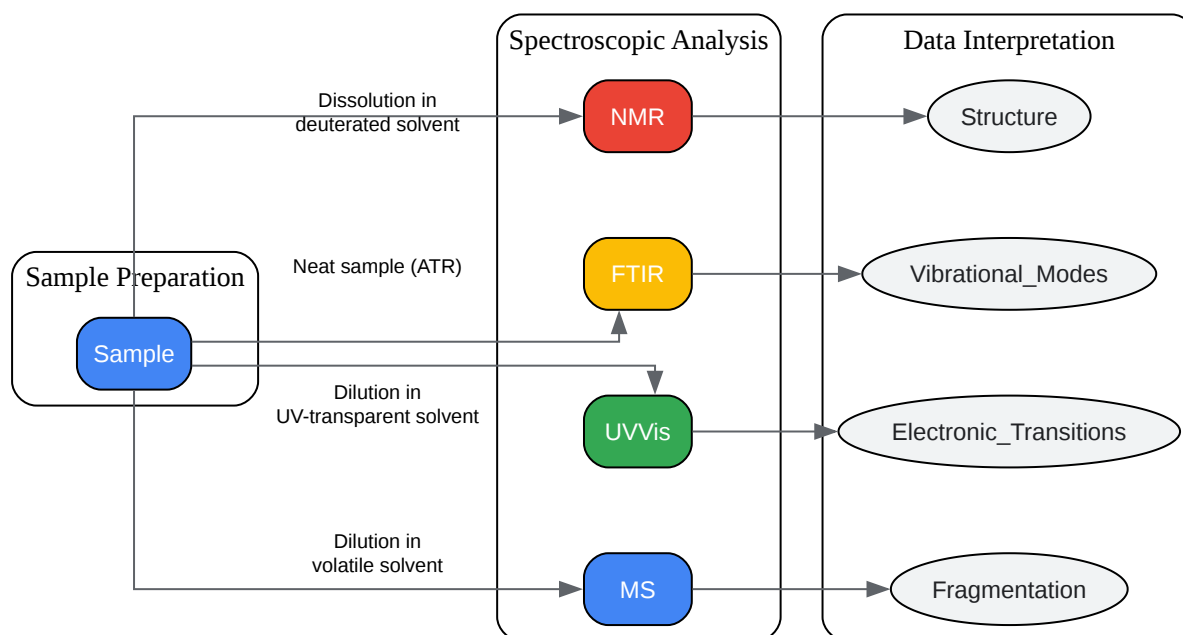 Spectroscopic Analysis
Data Interpretation
Dissolution in
deuterated solvent
NMR
Structure
Sample Preparation
Neat sample (ATR)
FTIR
Vibrational_Modes
Sample
Dilution in
UV-transparent solvent
UVVis
Electronic_Transitions
Dilution in
volatile solvent
MS
Fragmentation